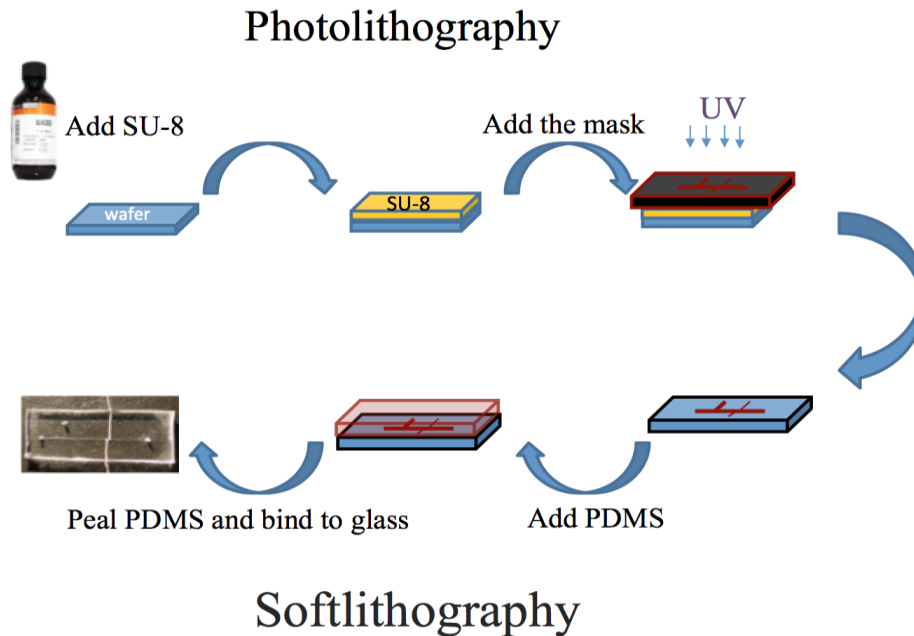 Photolithography
Add SU-8
Add the mask
UV
wafer
SU-8
Peal PDMS and bind to glass
Add PDMS
Softlithography